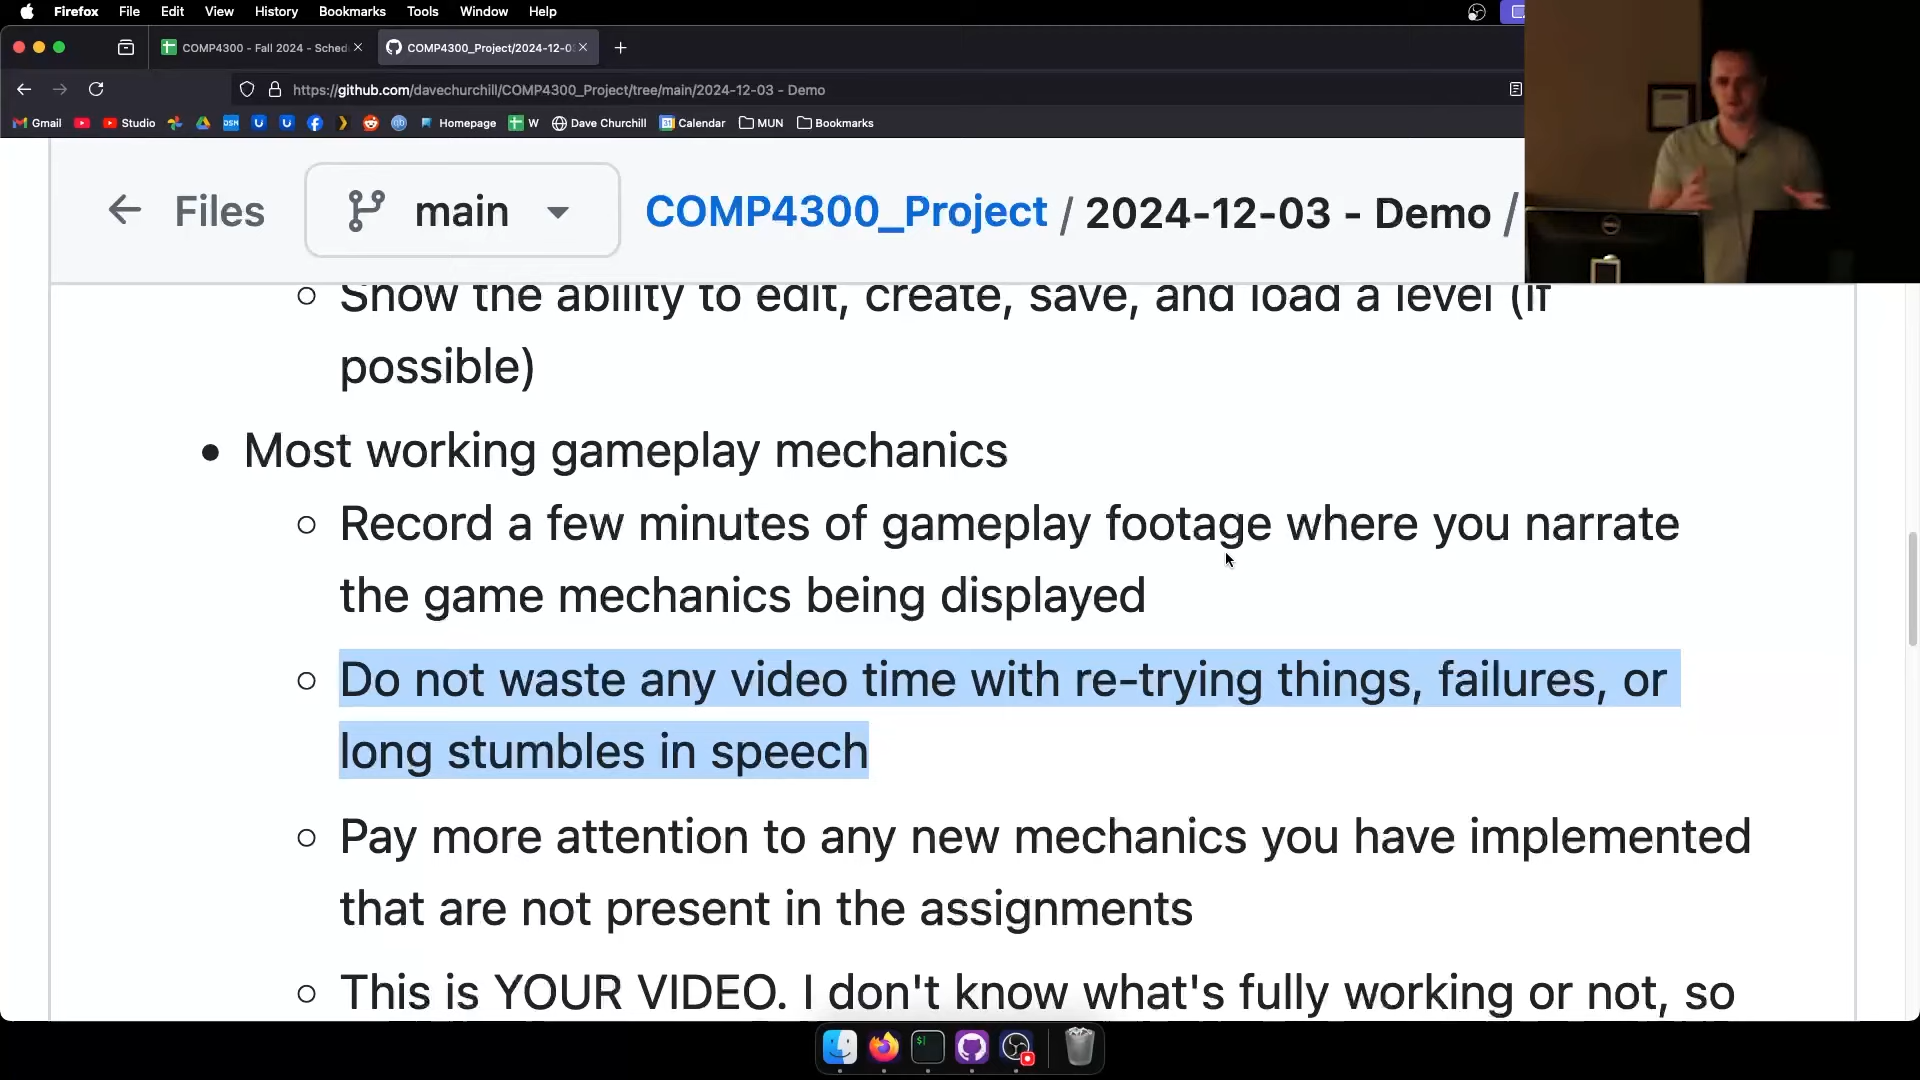 Firefox File Edit View History Bookmarks Tools Window Help
COMP4300 - Fall 2024 - Sched
COMP4300_Project/2024-12-0
https://github.com/davechurchill/COMP4300_Project/tree/main/2024-12-03 - Demo
Gmail Studio DSM Homepage W Dave Churchill Calendar MUN Bookmarks
Files main COMP4300_Project / 2024-12-03 - Demo /
Show the ability to edit, create, save, and load a level (if
possible)
Most working gameplay mechanics
Record a few minutes of gameplay footage where you narrate
the game mechanics being displayed
Do not waste any video time with re-trying things, failures, or
long stumbles in speech
Pay more attention to any new mechanics you have implemented
that are not present in the assignments
This is YOUR VIDEO. I don't know what's fully working or not, so